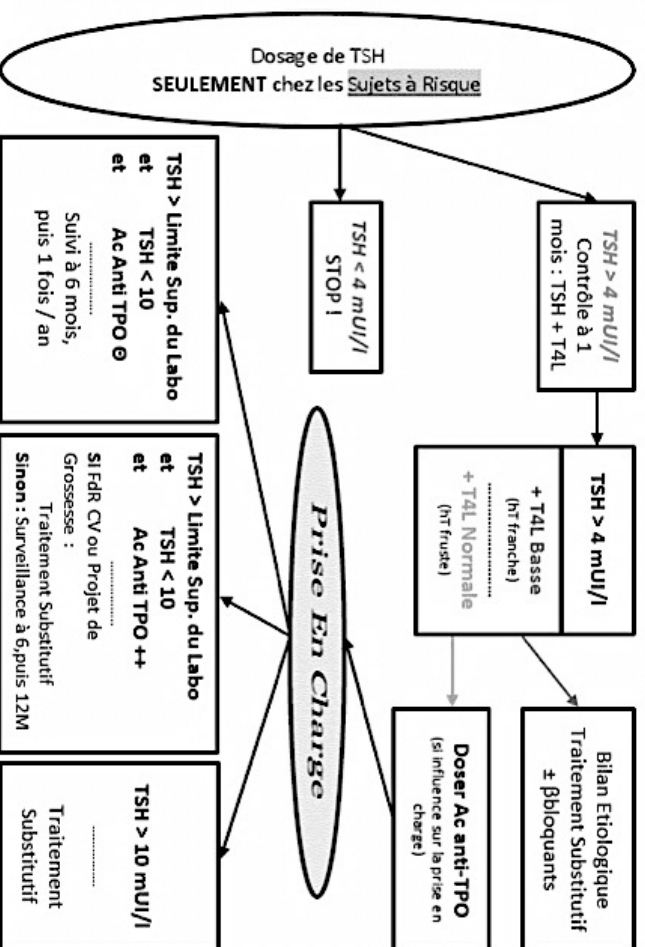 Dosage de TSH
SEULEMENT chez les Sujets à Risque
TSH > 4 mUI/l
Contrôle à 1
mois : TSH + T4L
TSH < 4 mUI/l
STOP !
TSH > 4 mUI/l
+ T4L Basse
(hT franche)
....................
+ T4L Normale
(hT fruste)
Bilan Etiologique
Traitement Substitutif
± βbloquants
Doser Ac anti-TPO
(si influence sur la prise en
charge)
Prise En Charge
TSH > Limite Sup. du Labo
et TSH < 10
et Ac Anti TPO Θ
....................
Suivi à 6 mois,
puis 1 fois / an
TSH > Limite Sup. du Labo
et TSH < 10
et Ac Anti TPO ++
....................
SI FdR CV ou Projet de
Grossesse :
Traitement Substitutif
Sinon : Surveillance à 6,puis 12M
TSH > 10 mUI/l
....................
Traitement
Substitutif